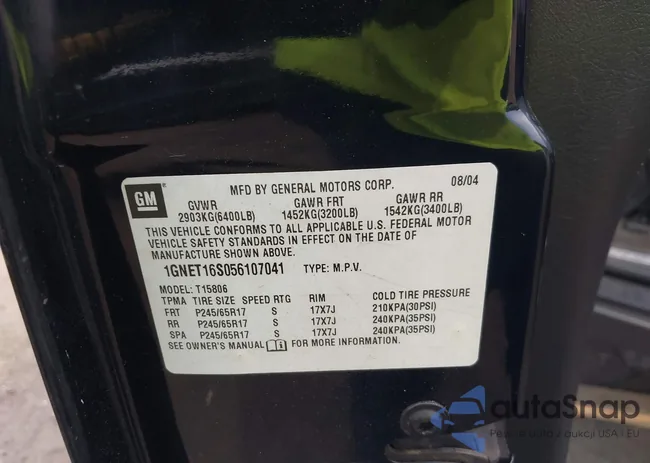 GM
MFD BY GENERAL MOTORS CORP. 08/04
GVWR GAWR FRT GAWR RR
2903KG(6400LB) 1452KG(3200LB) 1542KG(3400LB)
THIS VEHICLE CONFORMS TO ALL APPLICABLE U.S. FEDERAL MOTOR
VEHICLE SAFETY STANDARDS IN EFFECT ON THE DATE OF
MANUFACTURE SHOWN ABOVE.
1GNET16S056107041 TYPE: M.P.V.
MODEL: T15806
TPMA TIRE SIZE SPEED RTG RIM COLD TIRE PRESSURE
FRT P245/65R17 S 17X7J 210KPA(30PSI)
RR P245/65R17 S 17X7J 240KPA(35PSI)
SPA P245/65R17 S 17X7J 240KPA(35PSI)
SEE OWNER'S MANUAL FOR MORE INFORMATION.
autaSnap
aukcji USA - EU